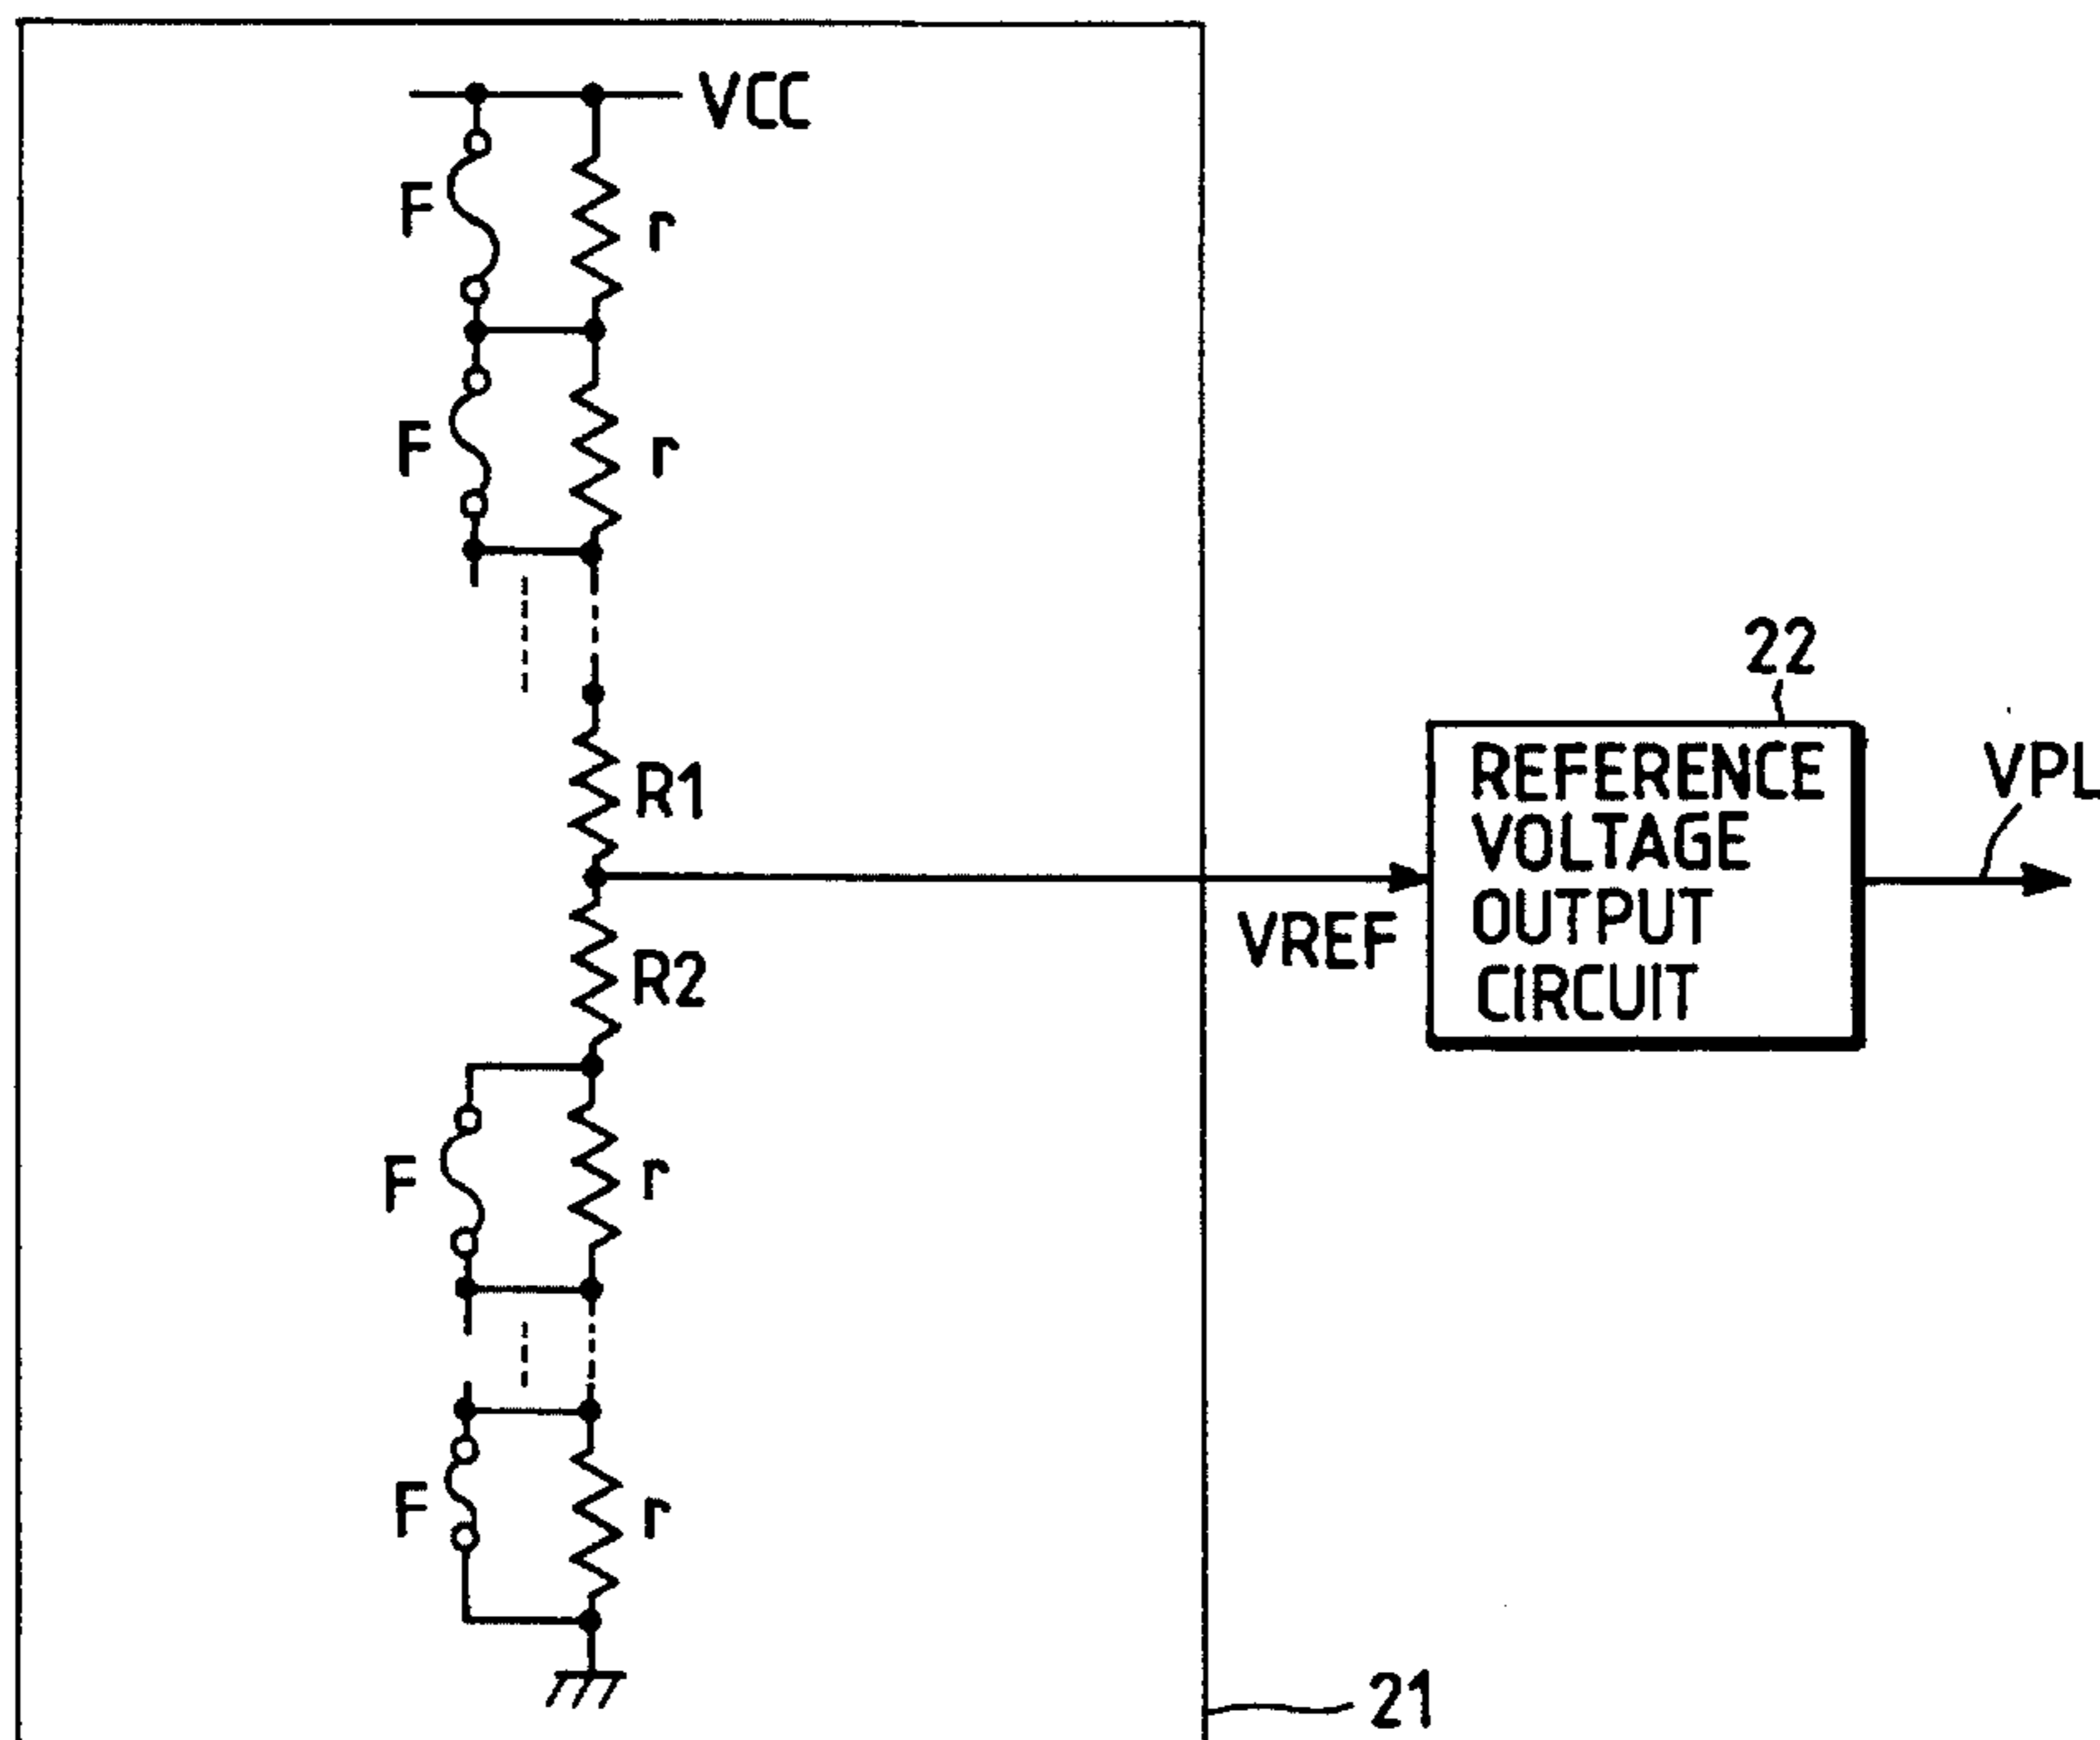 VCC
F
r
F
r
22
REFERENCE
VOLTAGE
OUTPUT
CIRCUIT
VPL
R1
VREF
R2
F
r
F
r
21